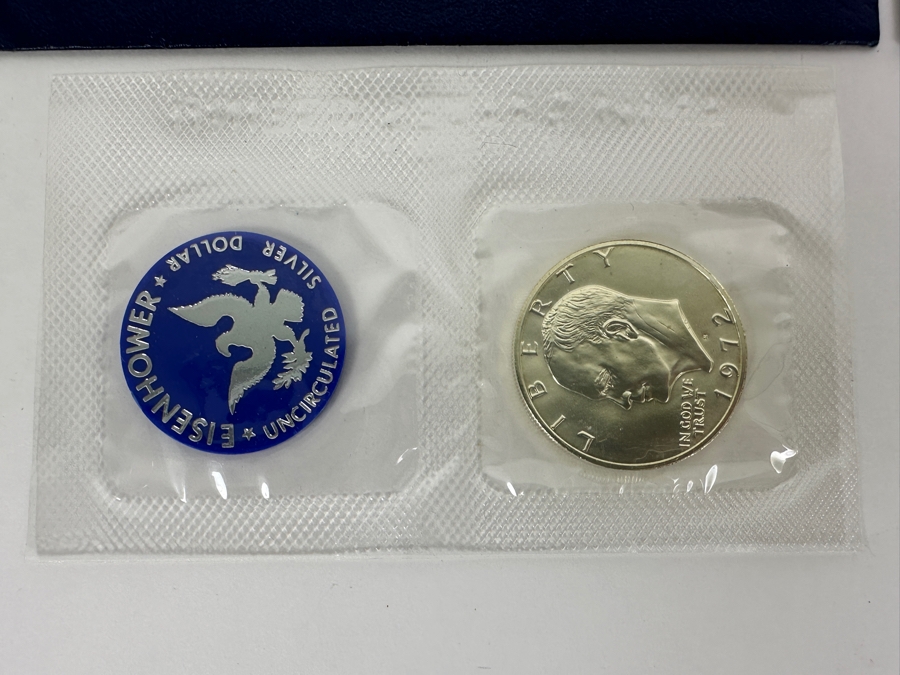 EISENHOWER
★ UNCIRCULATED
SILVER DOLLAR ★
LIBERTY
IN GOD WE
TRUST
1972